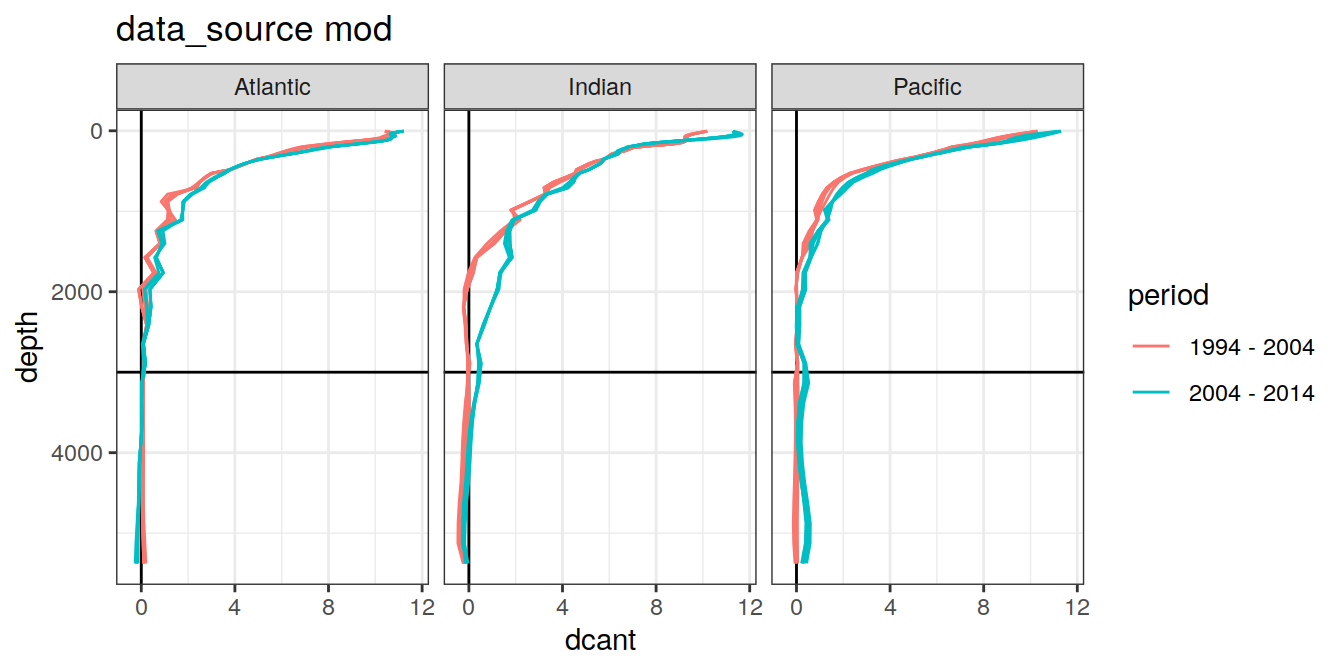 data_source mod
Atlantic
Indian
Pacific
0
2000
4000
depth
0 4 8 12
0 4 8 12
0 4 8 12
dcant
period
1994 - 2004
2004 - 2014